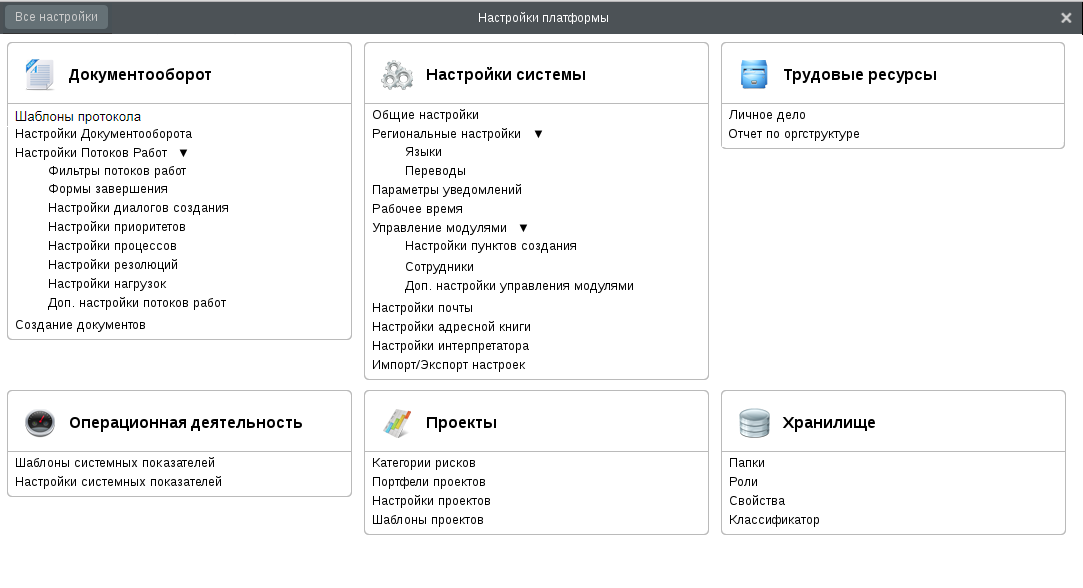 Все настройки
Настройки платформы
Документооборот
Шаблоны протокола
Настройки Документооборота
Настройки Потоков Работ
Фильтры потоков работ
Формы завершения
Настройки диалогов создания
Настройки приоритетов
Настройки процессов
Настройки резолюций
Настройки нагрузок
Доп. настройки потоков работ
Создание документов
Настройки системы
Общие настройки
Региональные настройки
Языки
Переводы
Параметры уведомлений
Рабочее время
Управление модулями
Настройки пунктов создания
Сотрудники
Доп. настройки управления модулями
Настройки почты
Настройки адресной книги
Настройки интерпретатора
Импорт/Экспорт настроек
Трудовые ресурсы
Личное дело
Отчет по оргструктуре
Операционная деятельность
Шаблоны системных показателей
Настройки системных показателей
Проекты
Категории рисков
Портфели проектов
Настройки проектов
Шаблоны проектов
Хранилище
Папки
Роли
Свойства
Классификатор